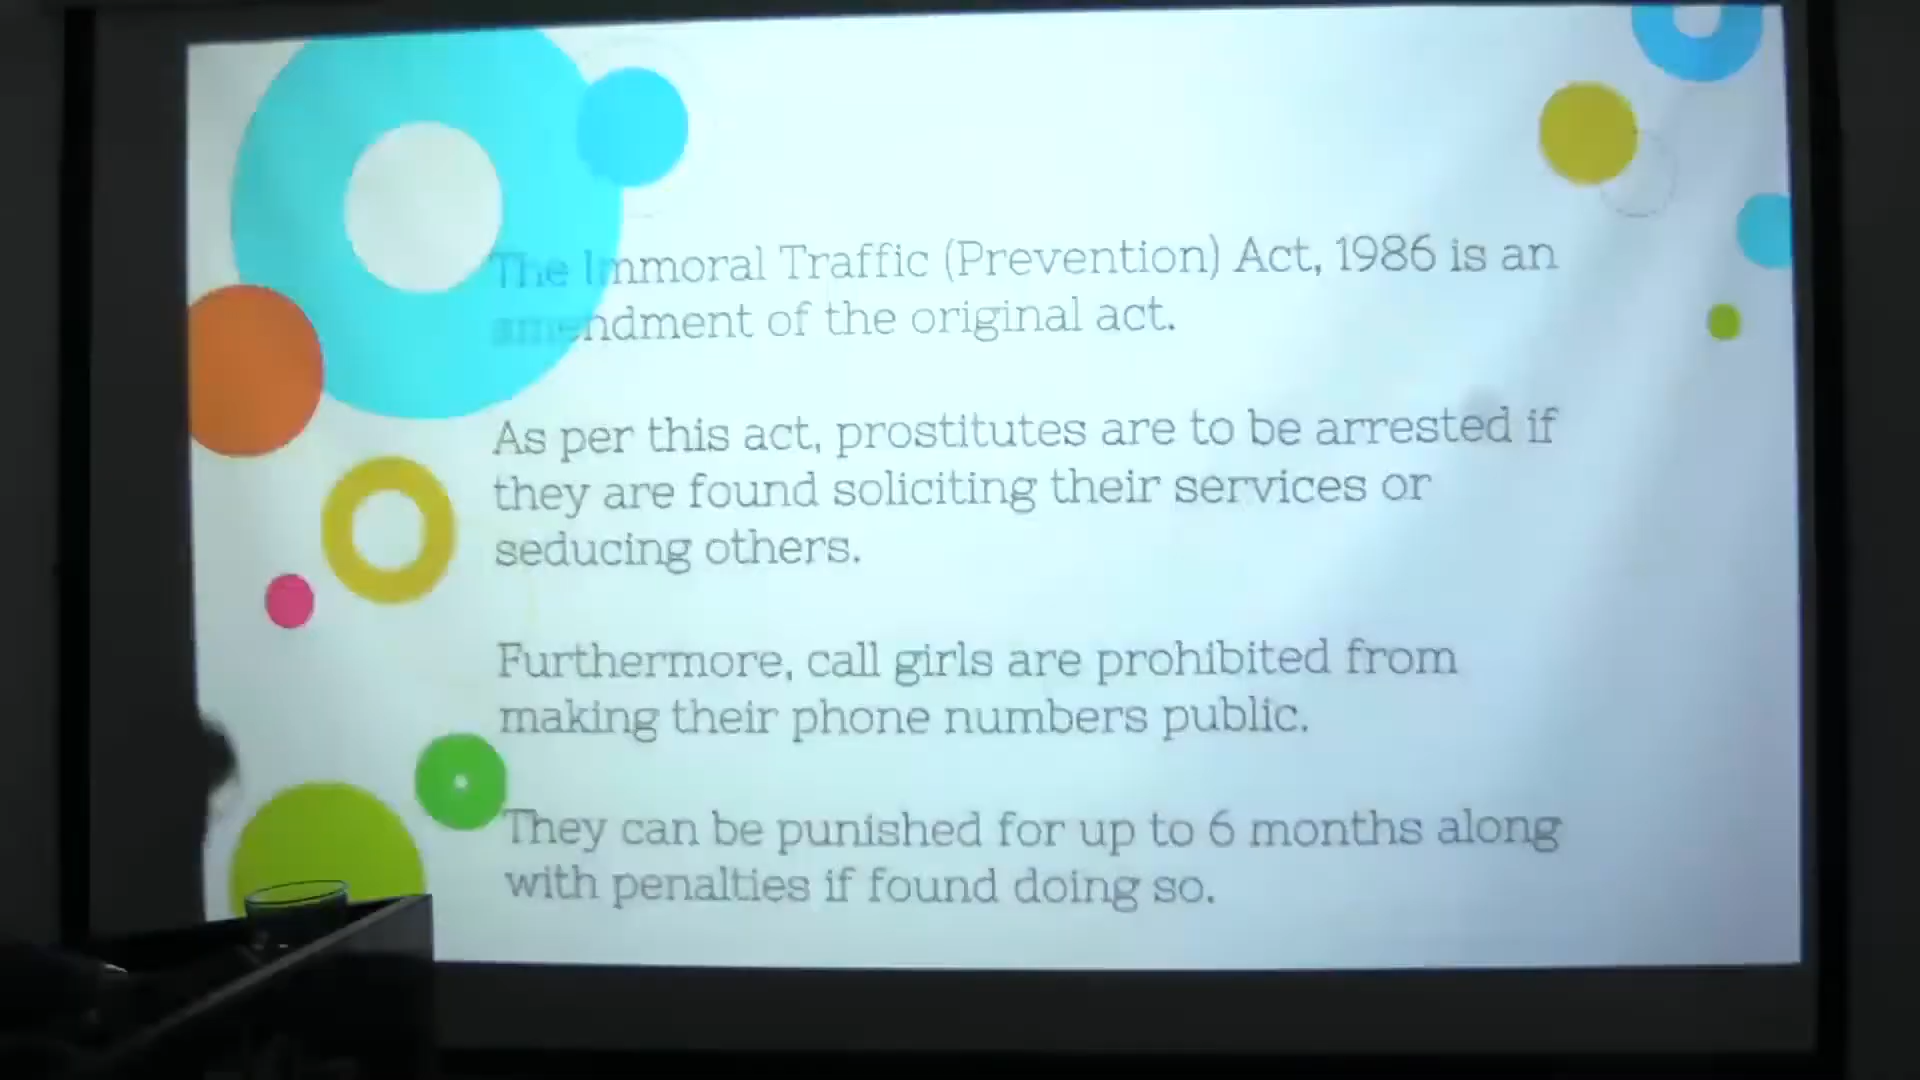 The Immoral Traffic (Prevention) Act, 1986 is an
amendment of the original act.
As per this act, prostitutes are to be arrested if
they are found soliciting their services or
seducing others.
Furthermore, call girls are prohibited from
making their phone numbers public.
They can be punished for up to 6 months along
with penalties if found doing so.